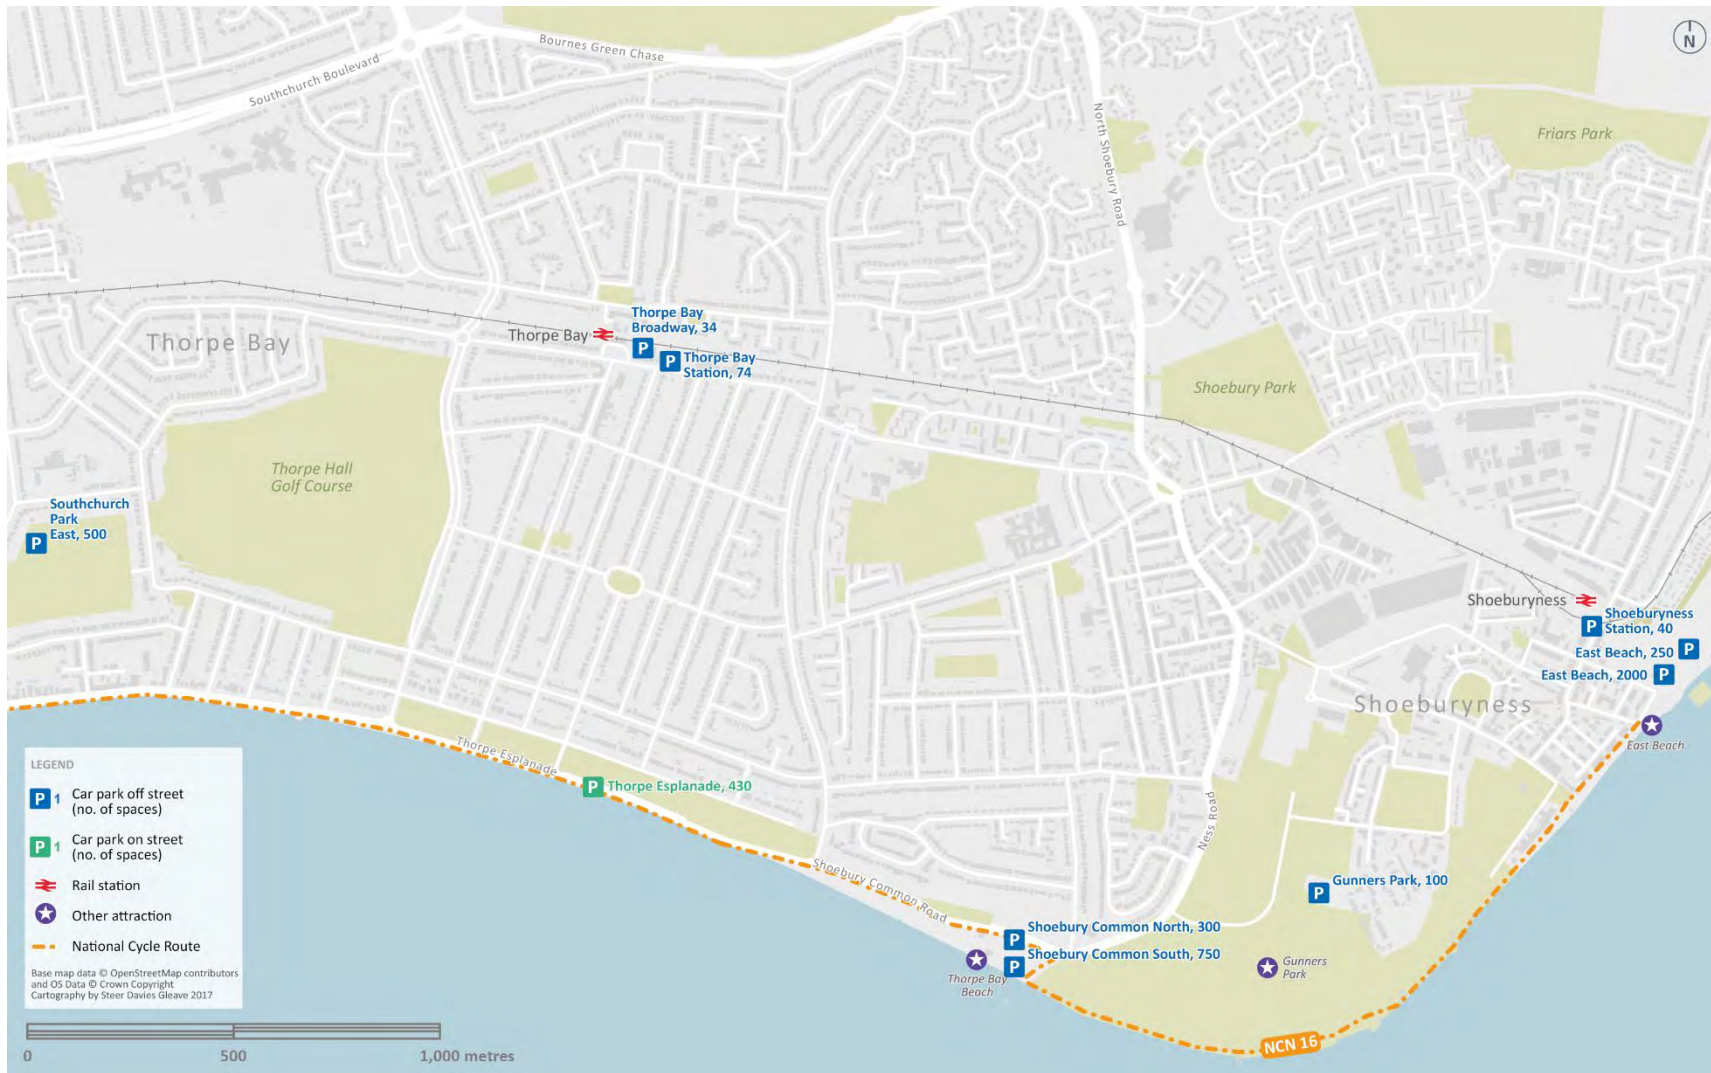 N
Bournes Green Chase
Southchurch Boulevard
North Shoebury Road
Friars Park
Thorpe Bay
Thorpe Bay
Thorpe Bay
Broadway, 34
P
P
Thorpe Bay
Station, 74
Shoebury Park
Thorpe Hall
Golf Course
Southchurch
Park
East, 500
P
Shoeburyness
P
Shoeburyness
Station, 40
East Beach, 250
P
East Beach, 2000
P
Shoeburyness
East Beach
Thorpe Esplanade
P
Thorpe Esplanade, 430
Ness Road
Shoebury Common Road
P
Gunners Park, 100
P
Shoebury Common North, 300
P
Shoebury Common South, 750
Thorpe Bay
Beach
Gunners
Park
NCN 16
LEGEND
P 1
Car park off street
(no. of spaces)
P 1
Car park on street
(no. of spaces)
Rail station
Other attraction
National Cycle Route
Base map data © OpenStreetMap contributors
and OS Data © Crown Copyright
Cartography by Steer Davies Gleave 2017
0
500
1,000 metres